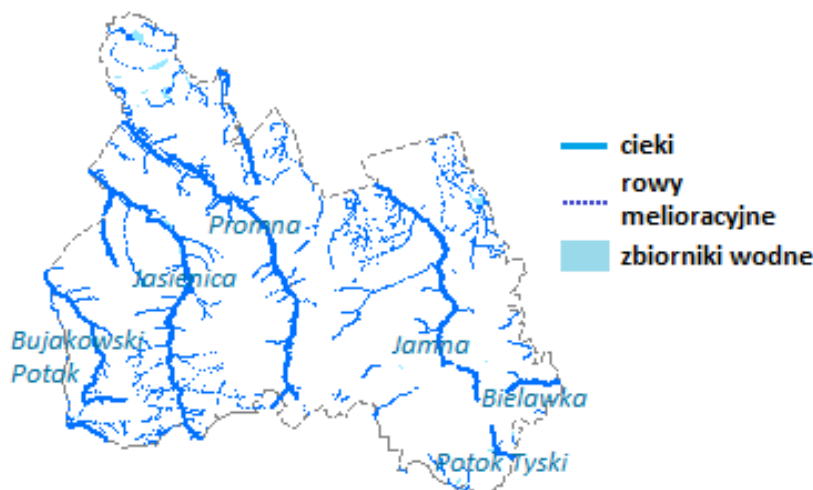 cieki
rowy
melioracyjne
zbiorniki wodne
Promna
Jasienica
Bujakowski
Potok
Jamna
Bielawka
Potok Tyski